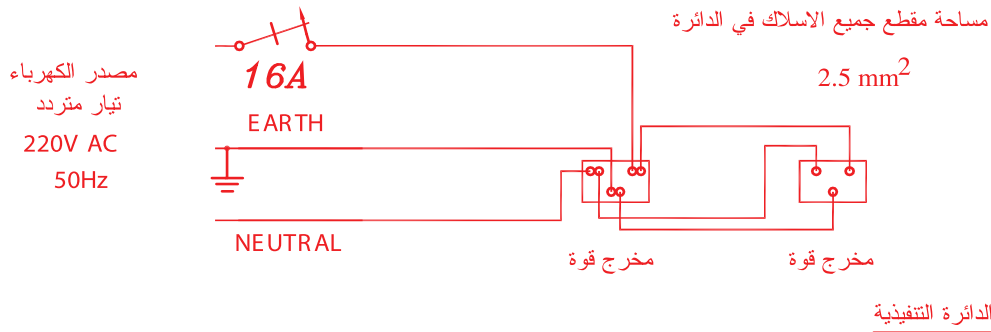 مساحة مقطع جميع الاسلاك في الدائرة
2.5 mm²
مصدر الكهرباء
تيار متردد
220V AC
50Hz
16A
EARTH
NEUTRAL
مخرج قوة
مخرج قوة
الدائرة التنفيذية